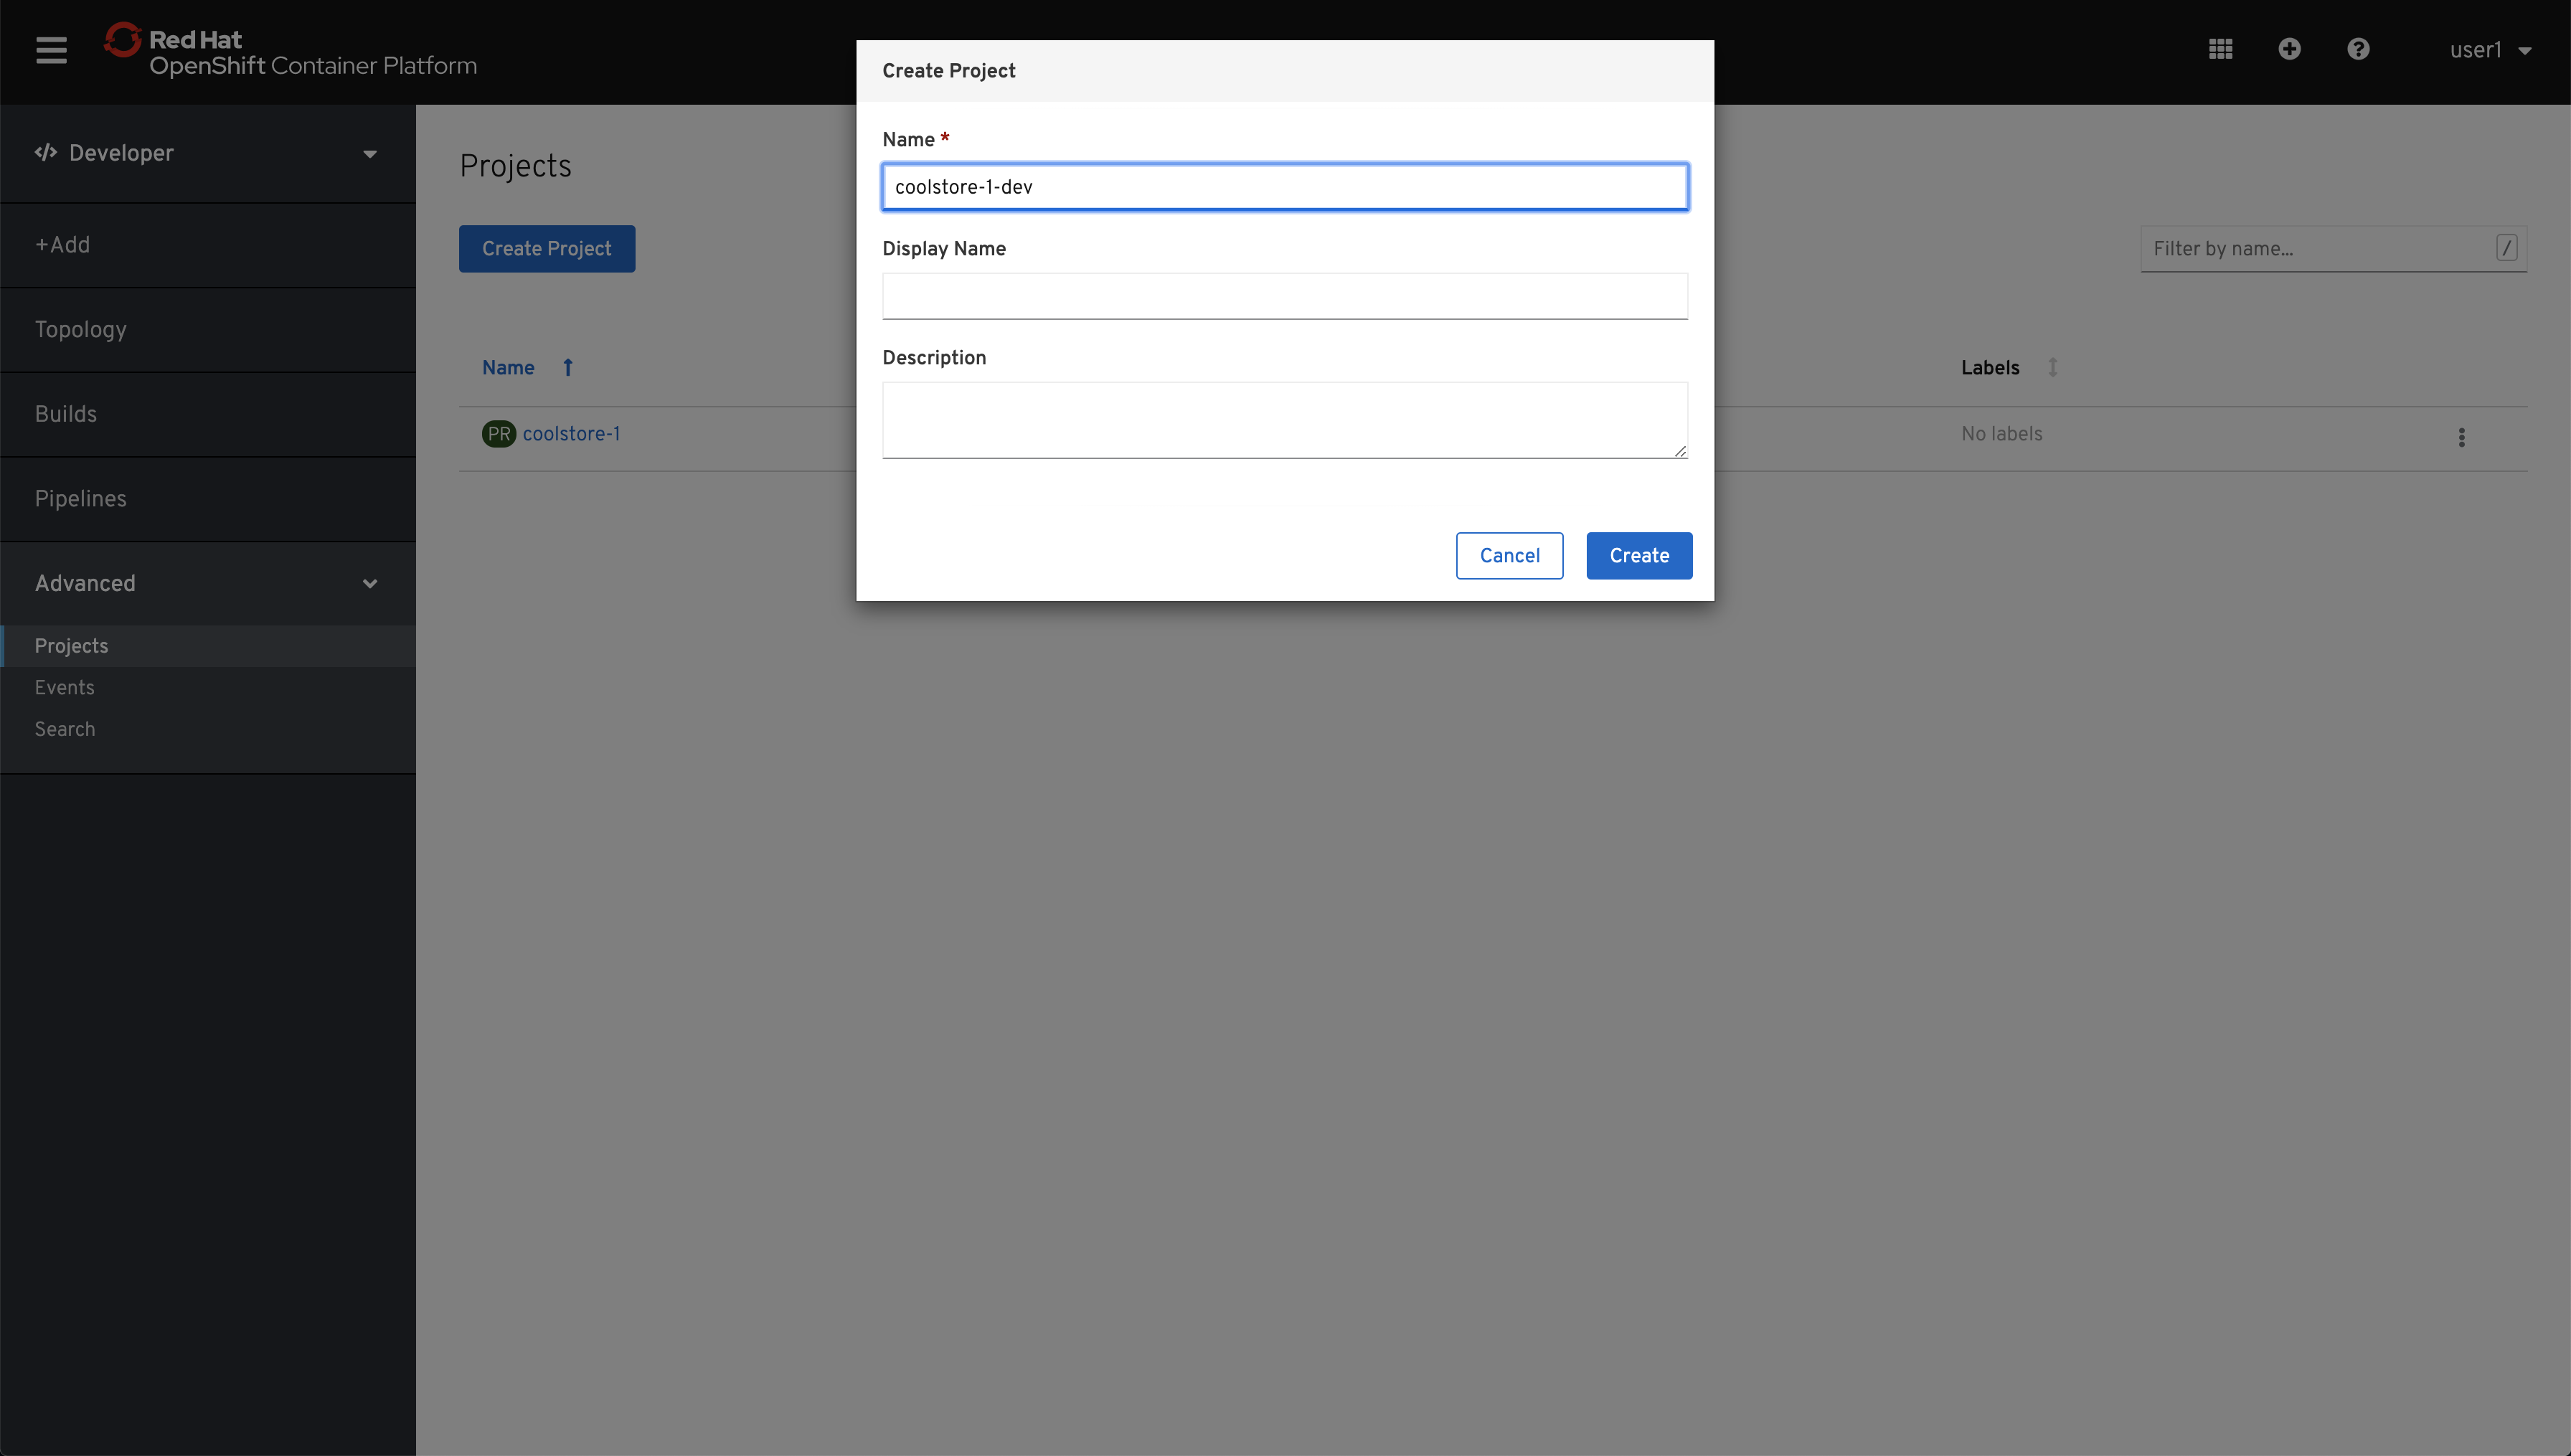 Red Hat
OpenShift Container Platform
user1
Developer
+Add
Topology
Builds
Pipelines
Advanced
Projects
Events
Search
Projects
Create Project
Filter by name...
/
Name
Labels
PR coolstore-1
No labels
Create Project
Name *
coolstore-1-dev
Display Name
Description
Cancel
Create